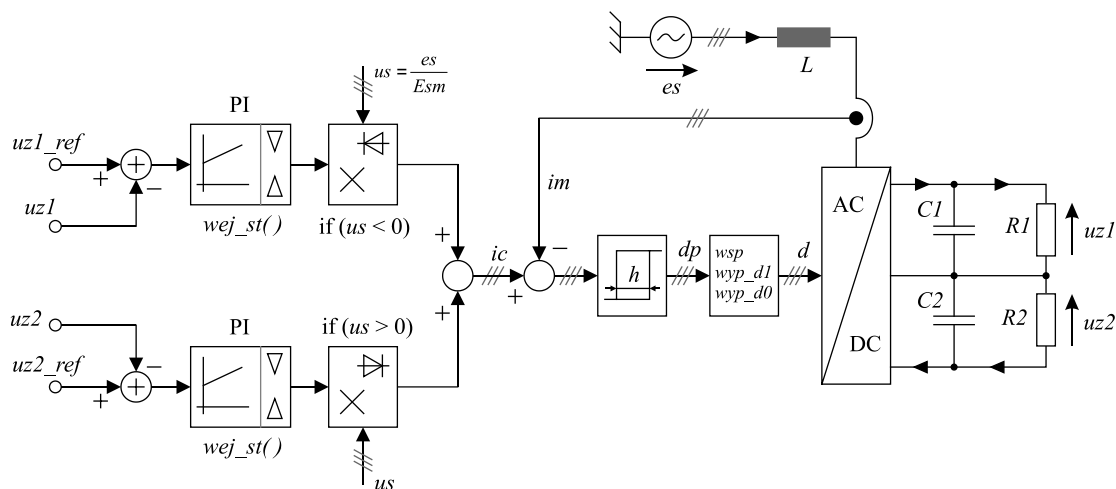 us = es / Esm
es
L
PI
uz1_ref
+
+
−
uz1
wej_st()
if (us < 0)
im
AC
DC
C1
R1
uz1
+
+
ic
+
−
h
dp
wsp
wyp_d1
wyp_d0
d
C2
R2
uz2
uz2
−
uz2_ref
+
+
PI
wej_st()
if (us > 0)
us